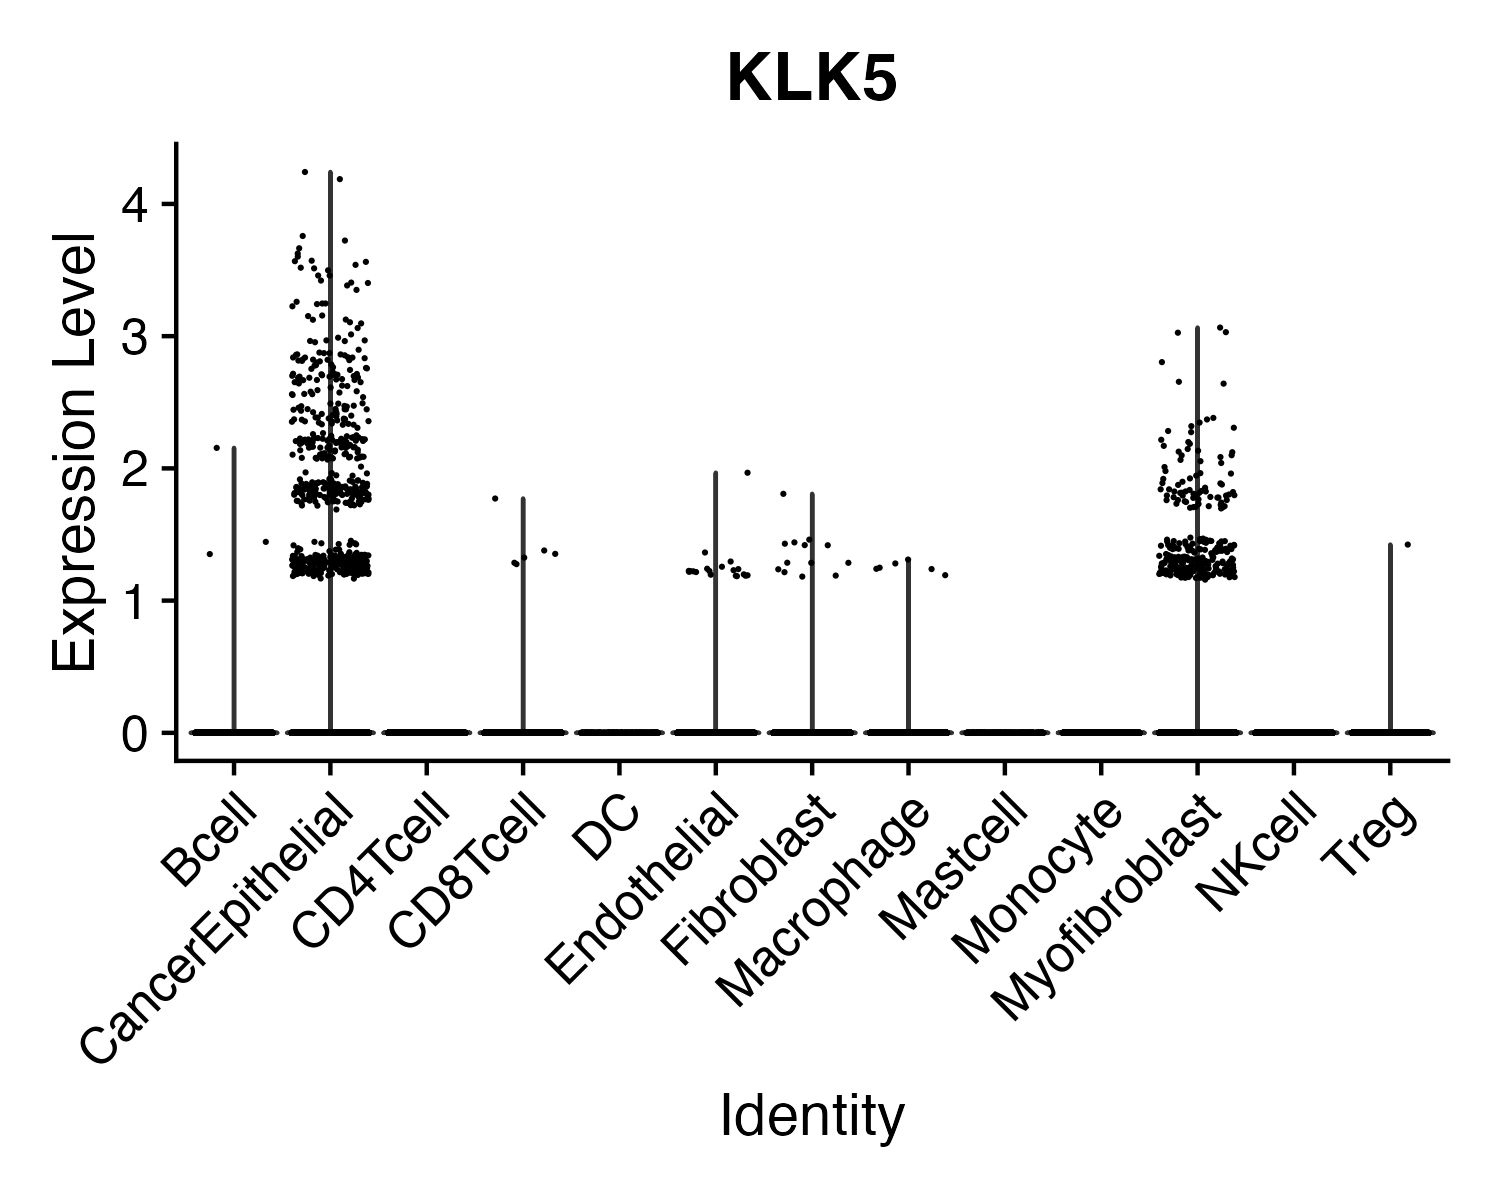 KLK5
Expression Level
4
3
2
1
0
Bcell
CancerEpithelial
CD4Tcell
CD8Tcell
DC
Endothelial
Fibroblast
Macrophage
Mastcell
Monocyte
Myofibroblast
NKcell
Treg
Identity